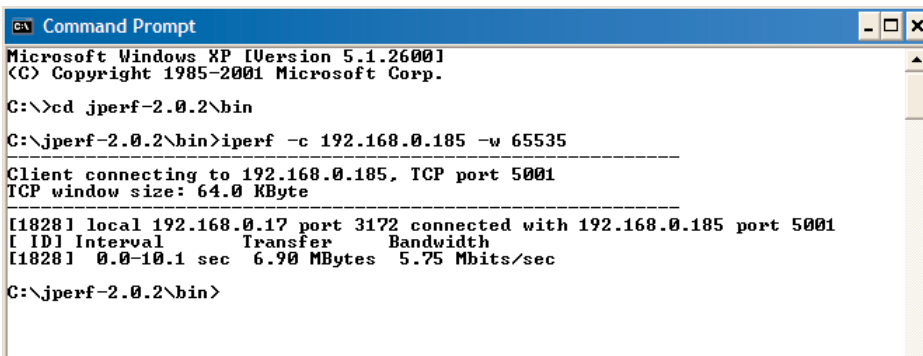 Command Prompt
Microsoft Windows XP [Version 5.1.2600]
(C) Copyright 1985-2001 Microsoft Corp.
C:\>cd jperf-2.0.2\bin
C:\jperf-2.0.2\bin>iperf -c 192.168.0.185 -w 65535
------------------------------------------------------------
Client connecting to 192.168.0.185, TCP port 5001
TCP window size: 64.0 KByte
------------------------------------------------------------
[1828] local 192.168.0.17 port 3172 connected with 192.168.0.185 port 5001
[ ID] Interval       Transfer     Bandwidth
[1828]  0.0-10.1 sec  6.90 MBytes  5.75 Mbits/sec
C:\jperf-2.0.2\bin>